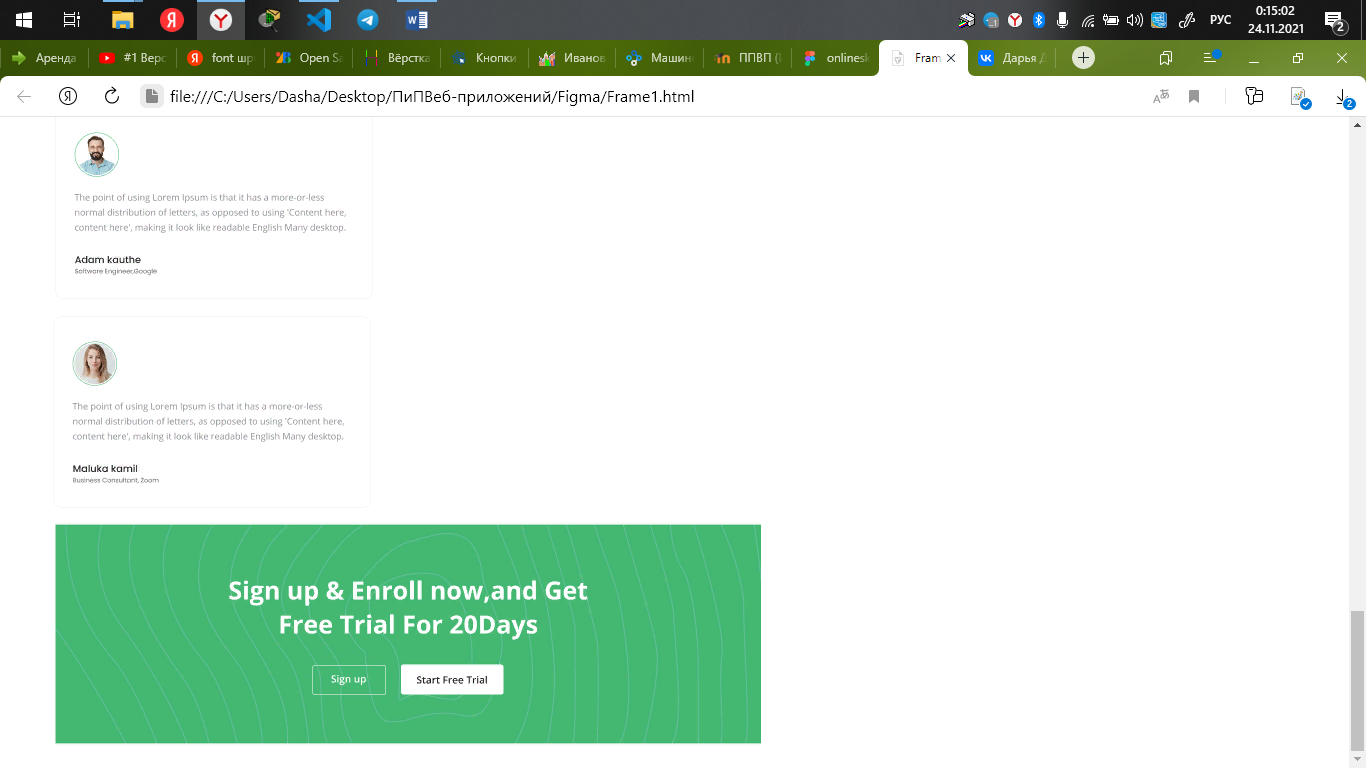 РУС
0:15:02
24.11.2021
2
Аренда
#1 Верс
font шр
Open Sa
Вёрстка
Кнопки
Иванов
Машин
ППВП (
onlinesk
Fram
Дарья Д
file:///C:/Users/Dasha/Desktop/ПиПВеб-приложений/Figma/Frame1.html
2
The point of using Lorem Ipsum is that it has a more-or-less
normal distribution of letters, as opposed to using 'Content here,
content here', making it look like readable English Many desktop.
Adam kauthe
Software Engineer,Google
The point of using Lorem Ipsum is that it has a more-or-less
normal distribution of letters, as opposed to using 'Content here,
content here', making it look like readable English Many desktop.
Maluka kamil
Business Consultant, Zoom
Sign up & Enroll now,and Get
Free Trial For 20Days
Sign up
Start Free Trial